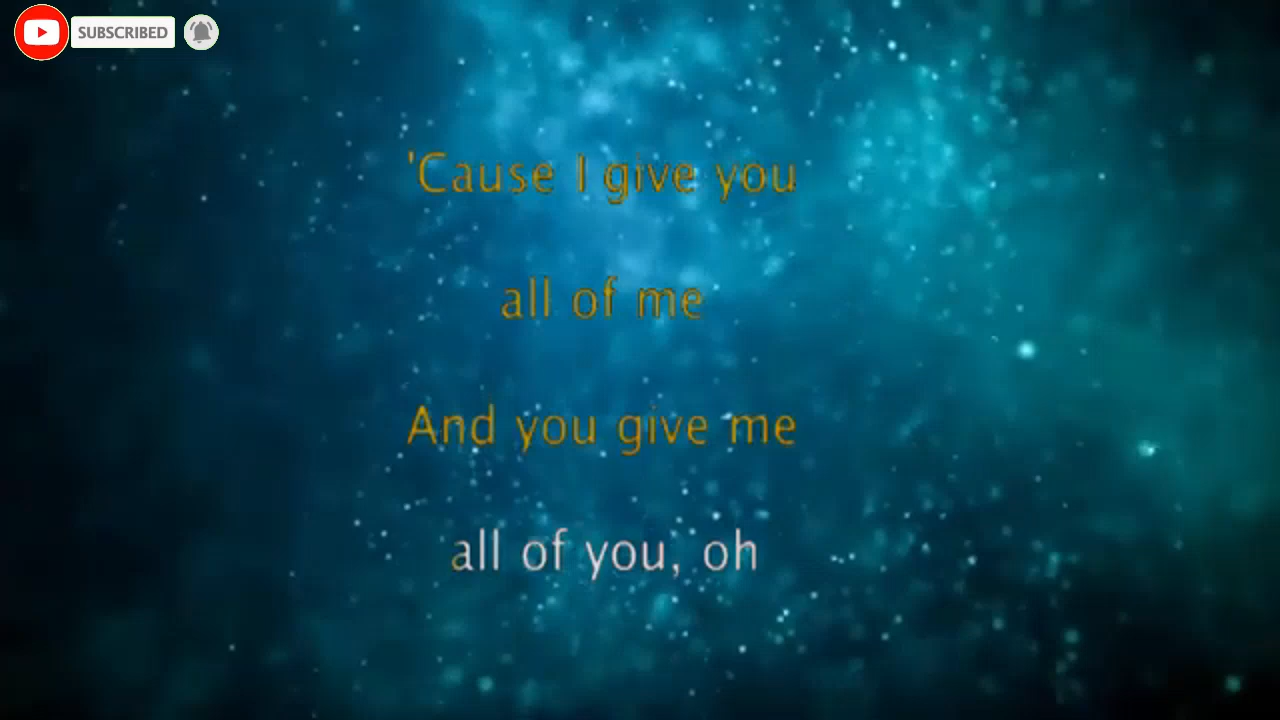 SUBSCRIBED
'Cause I give you
all of me
And you give me
all of you, oh